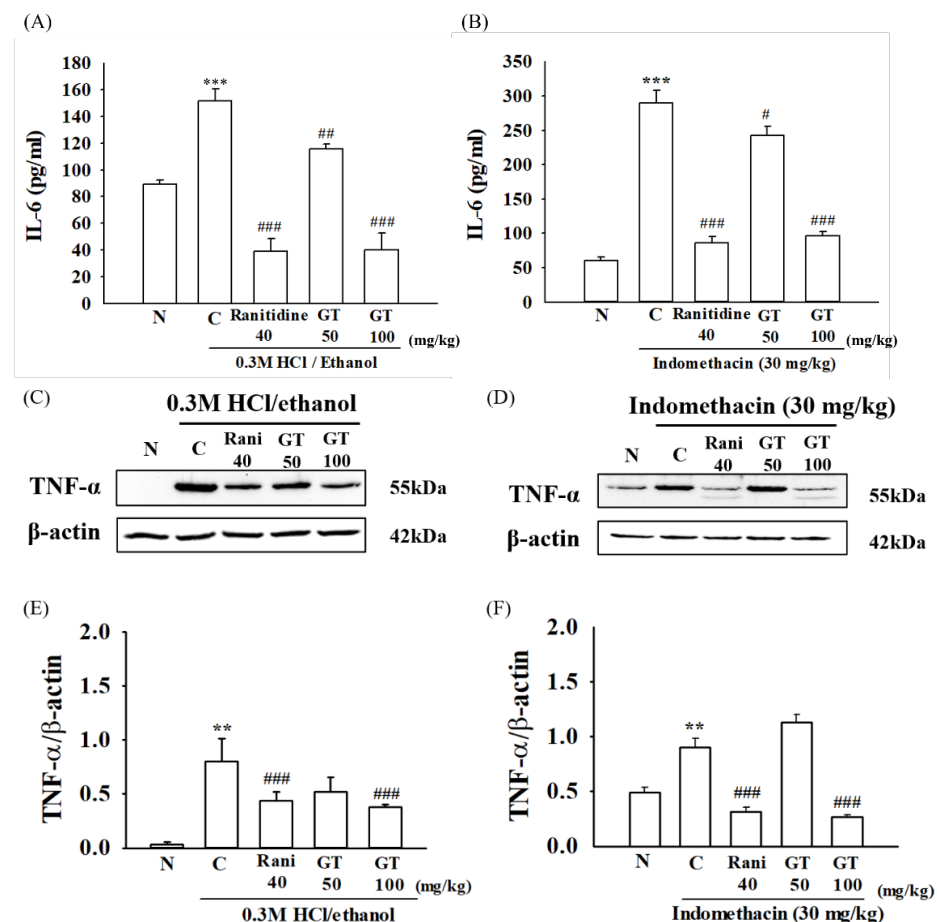 (A)
180
160
140
120
100
80
60
40
20
0
IL-6 (pg/ml)
***
###
##
###
N C Ranitidine GT GT
40 50 100 (mg/kg)
0.3M HCl / Ethanol
(B)
350
300
250
200
150
100
50
0
IL-6 (pg/ml)
***
###
#
###
N C Ranitidine GT GT
40 50 100 (mg/kg)
Indomethacin (30 mg/kg)
(C)
0.3M HCl/ethanol
N C Rani GT GT
40 50 100
TNF-α 55kDa
β-actin 42kDa
(D)
Indomethacin (30 mg/kg)
N C Rani GT GT
40 50 100
TNF-α 55kDa
β-actin 42kDa
(E)
2.0
1.5
1.0
0.5
0.0
TNF-α/β-actin
**
###
###
N C Rani GT GT
40 50 100 (mg/kg)
0.3M HCl/ethanol
(F)
2.0
1.5
1.0
0.5
0.0
TNF-α/β-actin
**
###
###
N C Rani GT GT
40 50 100 (mg/kg)
Indomethacin (30 mg/kg)